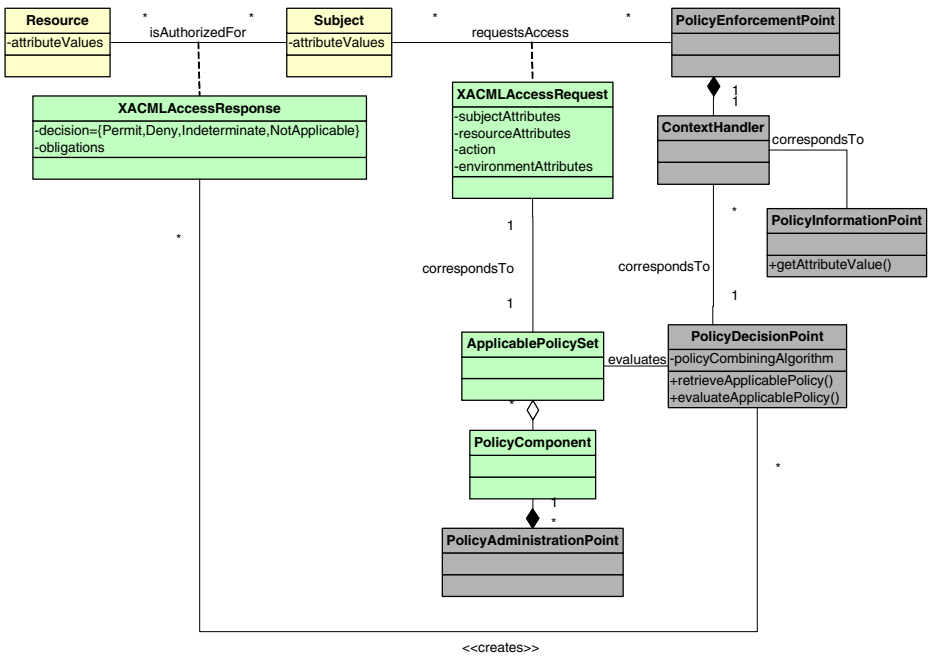 Resource
-attributeValues
*
*
isAuthorizedFor
Subject
-attributeValues
*
*
requestsAccess
PolicyEnforcementPoint
XACMLAccessResponse
-decision={Permit,Deny,Indeterminate,NotApplicable}
-obligations
XACMLAccessRequest
-subjectAttributes
-resourceAttributes
-action
-environmentAttributes
1
1
ContextHandler
correspondsTo
PolicyInformationPoint
+getAttributeValue()
*
1
*
correspondsTo
1
correspondsTo
1
ApplicablePolicySet
evaluates
PolicyDecisionPoint
-policyCombiningAlgorithm
+retrieveApplicablePolicy()
+evaluateApplicablePolicy()
*
PolicyComponent
*
1
*
PolicyAdministrationPoint
<<creates>>